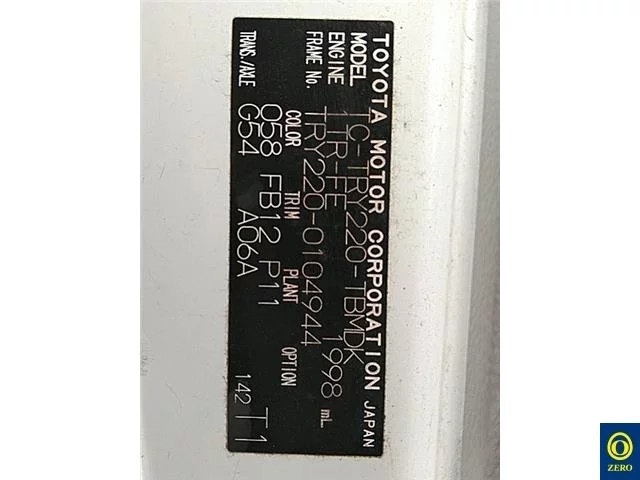 TOYOTA MOTOR CORPORATION JAPAN
MODEL TC-TRY220-TBMDK
ENGINE 1TR-FE 1998 mL
FRAME No. TRY220-0104944
COLOR TRIM PLANT OPTION
058 FB12 P11
TRANS./AXLE G54 A06A
142 T1
ZERO